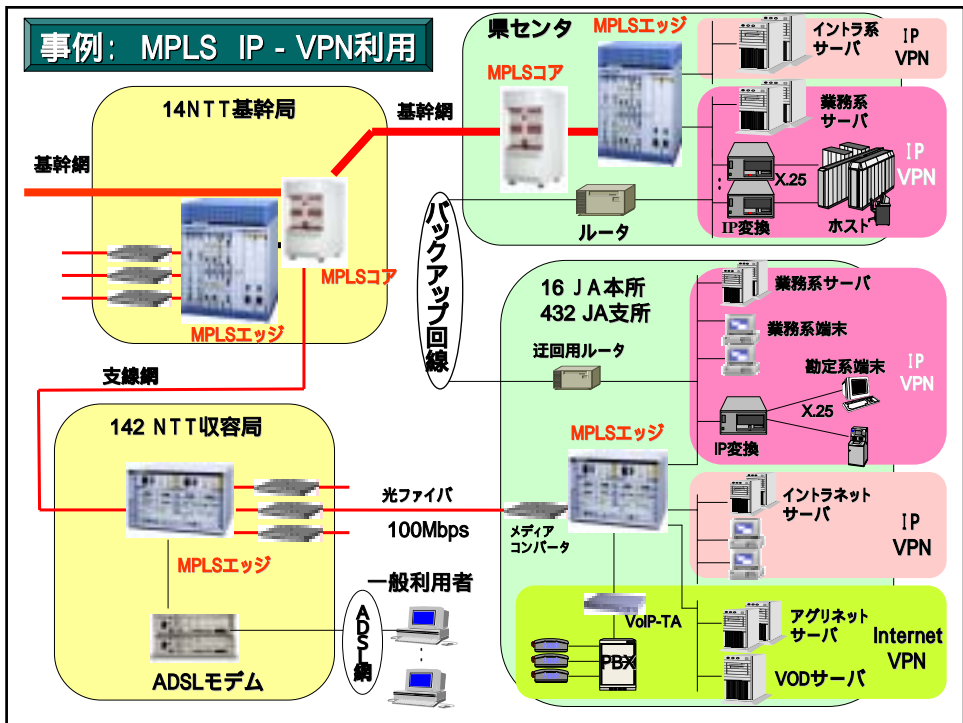 事例: MPLS IP-VPN利用
県センタ
MPLSエッジ
MPLSコア
イントラ系
サーバ
IP
VPN
業務系
サーバ
IP
VPN
X.25
:
IP変換
ホスト
ルータ
基幹網
14NTT基幹局
基幹網
MPLSコア
MPLSエッジ
バックアップ回線
支線網
16 JA本所
432 JA支所
迂回用ルータ
業務系サーバ
業務系端末
勘定系端末
IP
VPN
X.25
IP変換
142 NTT収容局
MPLSエッジ
光ファイバ
100Mbps
メディア
コンバータ
MPLSエッジ
イントラネット
サーバ
IP
VPN
一般利用者
ADSL網
:
ADSLモデム
VoIP-TA
PBX
アグリネット
サーバ
VODサーバ
Internet
VPN